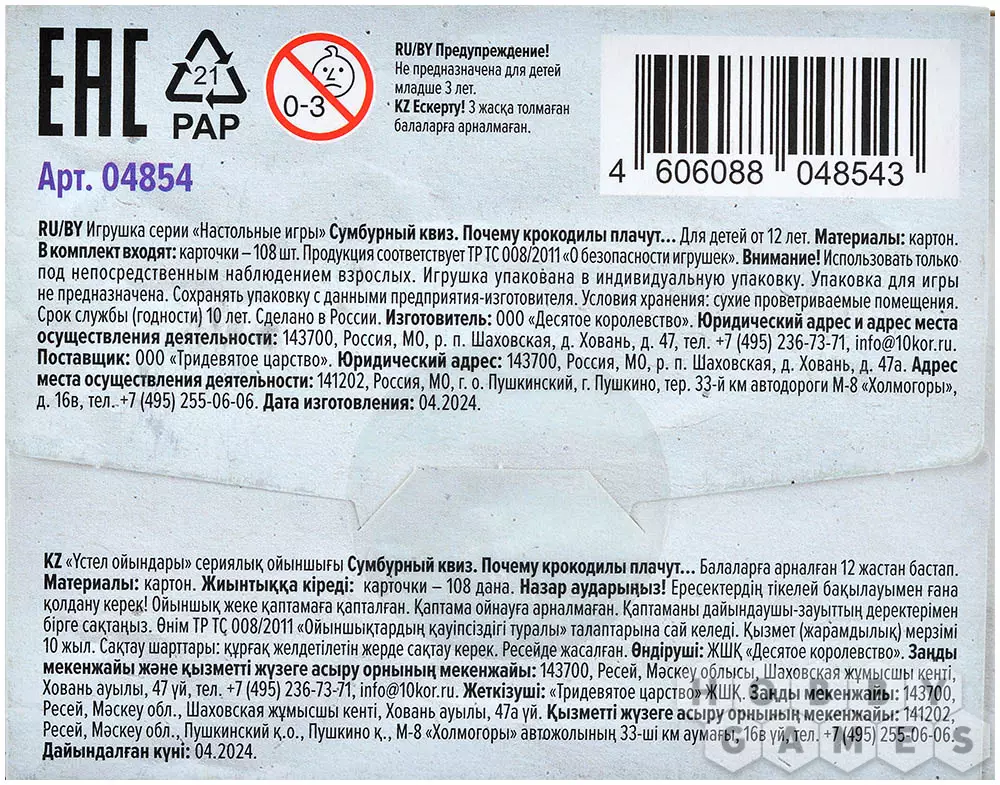 EAC
21
PAP
0-3
RU/BY Предупреждение!
Не предназначена для детей
младше 3 лет.
KZ Ескерту! 3 жасқа толмаған
балаларға арналмаған.
4 606088 048543
Арт. 04854
RU/BY Игрушка серии «Настольные игры» Сумбурный квиз. Почему крокодилы плачут... Для детей от 12 лет. Материалы: картон.
В комплект входят: карточки – 108 шт. Продукция соответствует ТР ТС 008/2011 «О безопасности игрушек». Внимание! Использовать только
под непосредственным наблюдением взрослых. Игрушка упакована в индивидуальную упаковку. Упаковка для игры
не предназначена. Сохранять упаковку с данными предприятия-изготовителя. Условия хранения: сухие проветриваемые помещения.
Срок службы (годности) 10 лет. Сделано в России. Изготовитель: ООО «Десятое королевство». Юридический адрес и адрес места
осуществления деятельности: 143700, Россия, МО, р. п. Шаховская, д. Ховань, д. 47, тел. +7 (495) 236-73-71, info@10kor.ru.
Поставщик: ООО «Тридевятое царство». Юридический адрес: 143700, Россия, МО, р. п. Шаховская, д. Ховань, д. 47а. Адрес
места осуществления деятельности: 141202, Россия, МО, г. о. Пушкинский, г. Пушкино, тер. 33-й км автодороги М-8 «Холмогоры»,
д. 16в, тел. +7 (495) 255-06-06. Дата изготовления: 04.2024.
KZ «Үстел ойындары» сериялық ойыншығы Сумбурный квиз. Почему крокодилы плачут... Балаларға арналған 12 жастан бастап.
Материалы: картон. Жиынтыққа кіреді: карточки – 108 дана. Назар аударыңыз! Ересектердің тікелей бақылауымен ғана
қолдану керек! Ойыншық жеке қаптамаға қапталған. Қаптама ойнауға арналмаған. Қаптаманы дайындаушы-зауыттың деректерімен
бірге сақтаңыз. Өнім ТР ТС 008/2011 «Ойыншықтардың қауіпсіздігі туралы» талаптарына сай келеді. Қызмет (жарамдылық) мерзімі
10 жыл. Сақтау шарттары: құрғақ желдетілетін жерде сақтау керек. Ресейде жасалған. Өндіруші: ЖШҚ «Десятое королевство». Заңды
мекенжайы және қызметті жүзеге асыру орнының мекенжайы: 143700, Ресей, Мәскеу облысы, Шаховская жұмысшы кенті,
Ховань ауылы, 47 үй, тел. +7 (495) 236-73-71, info@10kor.ru. Жеткізуші: «Тридевятое царство» ЖШҚ. Заңды мекенжайы: 143700,
Ресей, Мәскеу обл., Шаховская жұмысшы кенті, Ховань ауылы, 47а үй. Қызметті жүзеге асыру орнының мекенжайы: 141202,
Ресей, Мәскеу обл., Пушкинский қ.о., Пушкино қ., М-8 «Холмогоры» автожолының 33-ші км аумағы, 16в үй, тел. +7 (495) 255-06-06.
Дайындалған күні: 04.2024.
HOBBY
GAMES